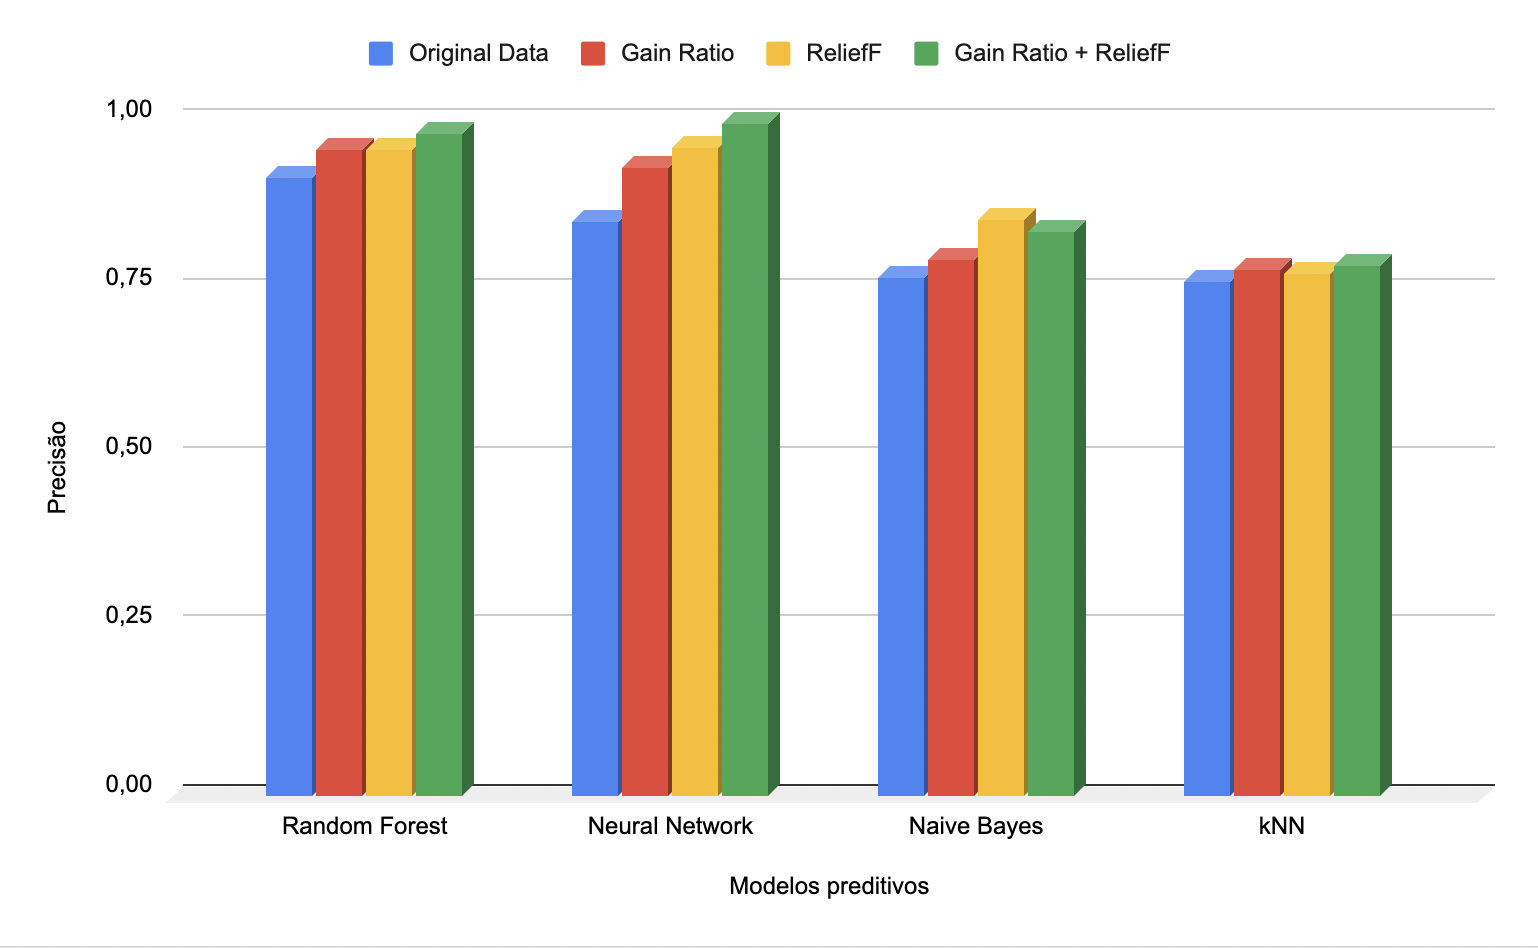 Original Data Gain Ratio ReliefF Gain Ratio + ReliefF
1,00
0,75
0,50
0,25
0,00
Precisão
Random Forest Neural Network Naive Bayes kNN
Modelos preditivos